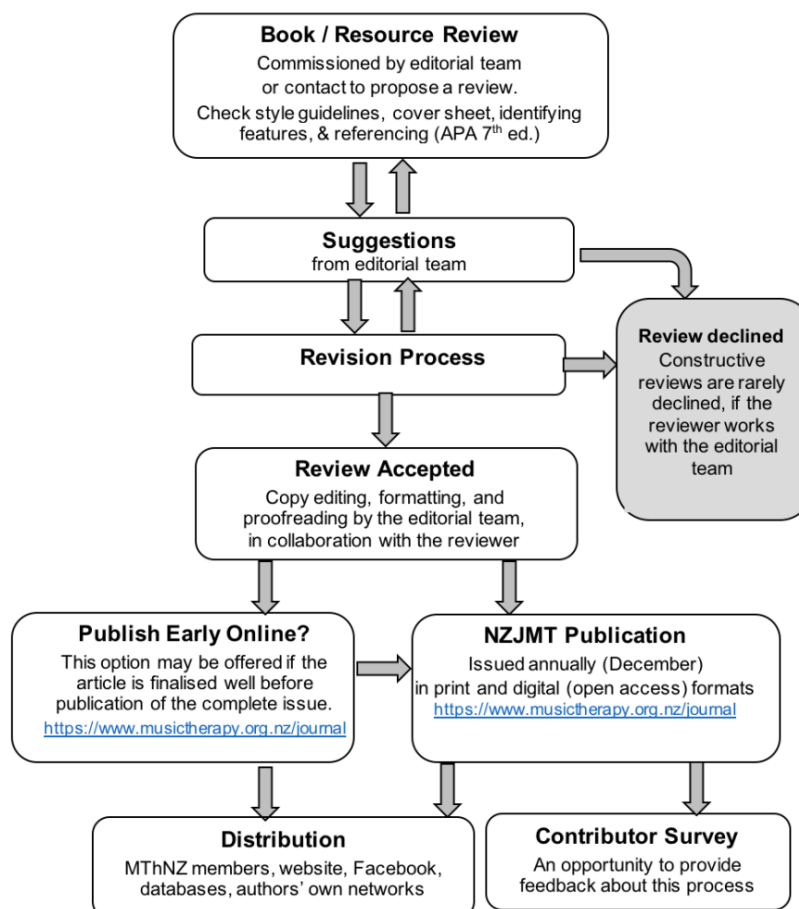 Book / Resource Review
Commissioned by editorial team
or contact to propose a review.
Check style guidelines, cover sheet, identifying
features, & referencing (APA 7th ed.)
Suggestions
from editorial team
Revision Process
Review declined
Constructive
reviews are rarely
declined, if the
reviewer works
with the editorial
team
Review Accepted
Copy editing, formatting, and
proofreading by the editorial team,
in collaboration with the reviewer
Publish Early Online?
This option may be offered if the
article is finalised well before
publication of the complete issue.
https://www.musictherapy.org.nz/journal
NZJMT Publication
Issued annually (December)
in print and digital (open access) formats
https://www.musictherapy.org.nz/journal
Distribution
MThNZ members, website, Facebook,
databases, authors' own networks
Contributor Survey
An opportunity to provide
feedback about this process